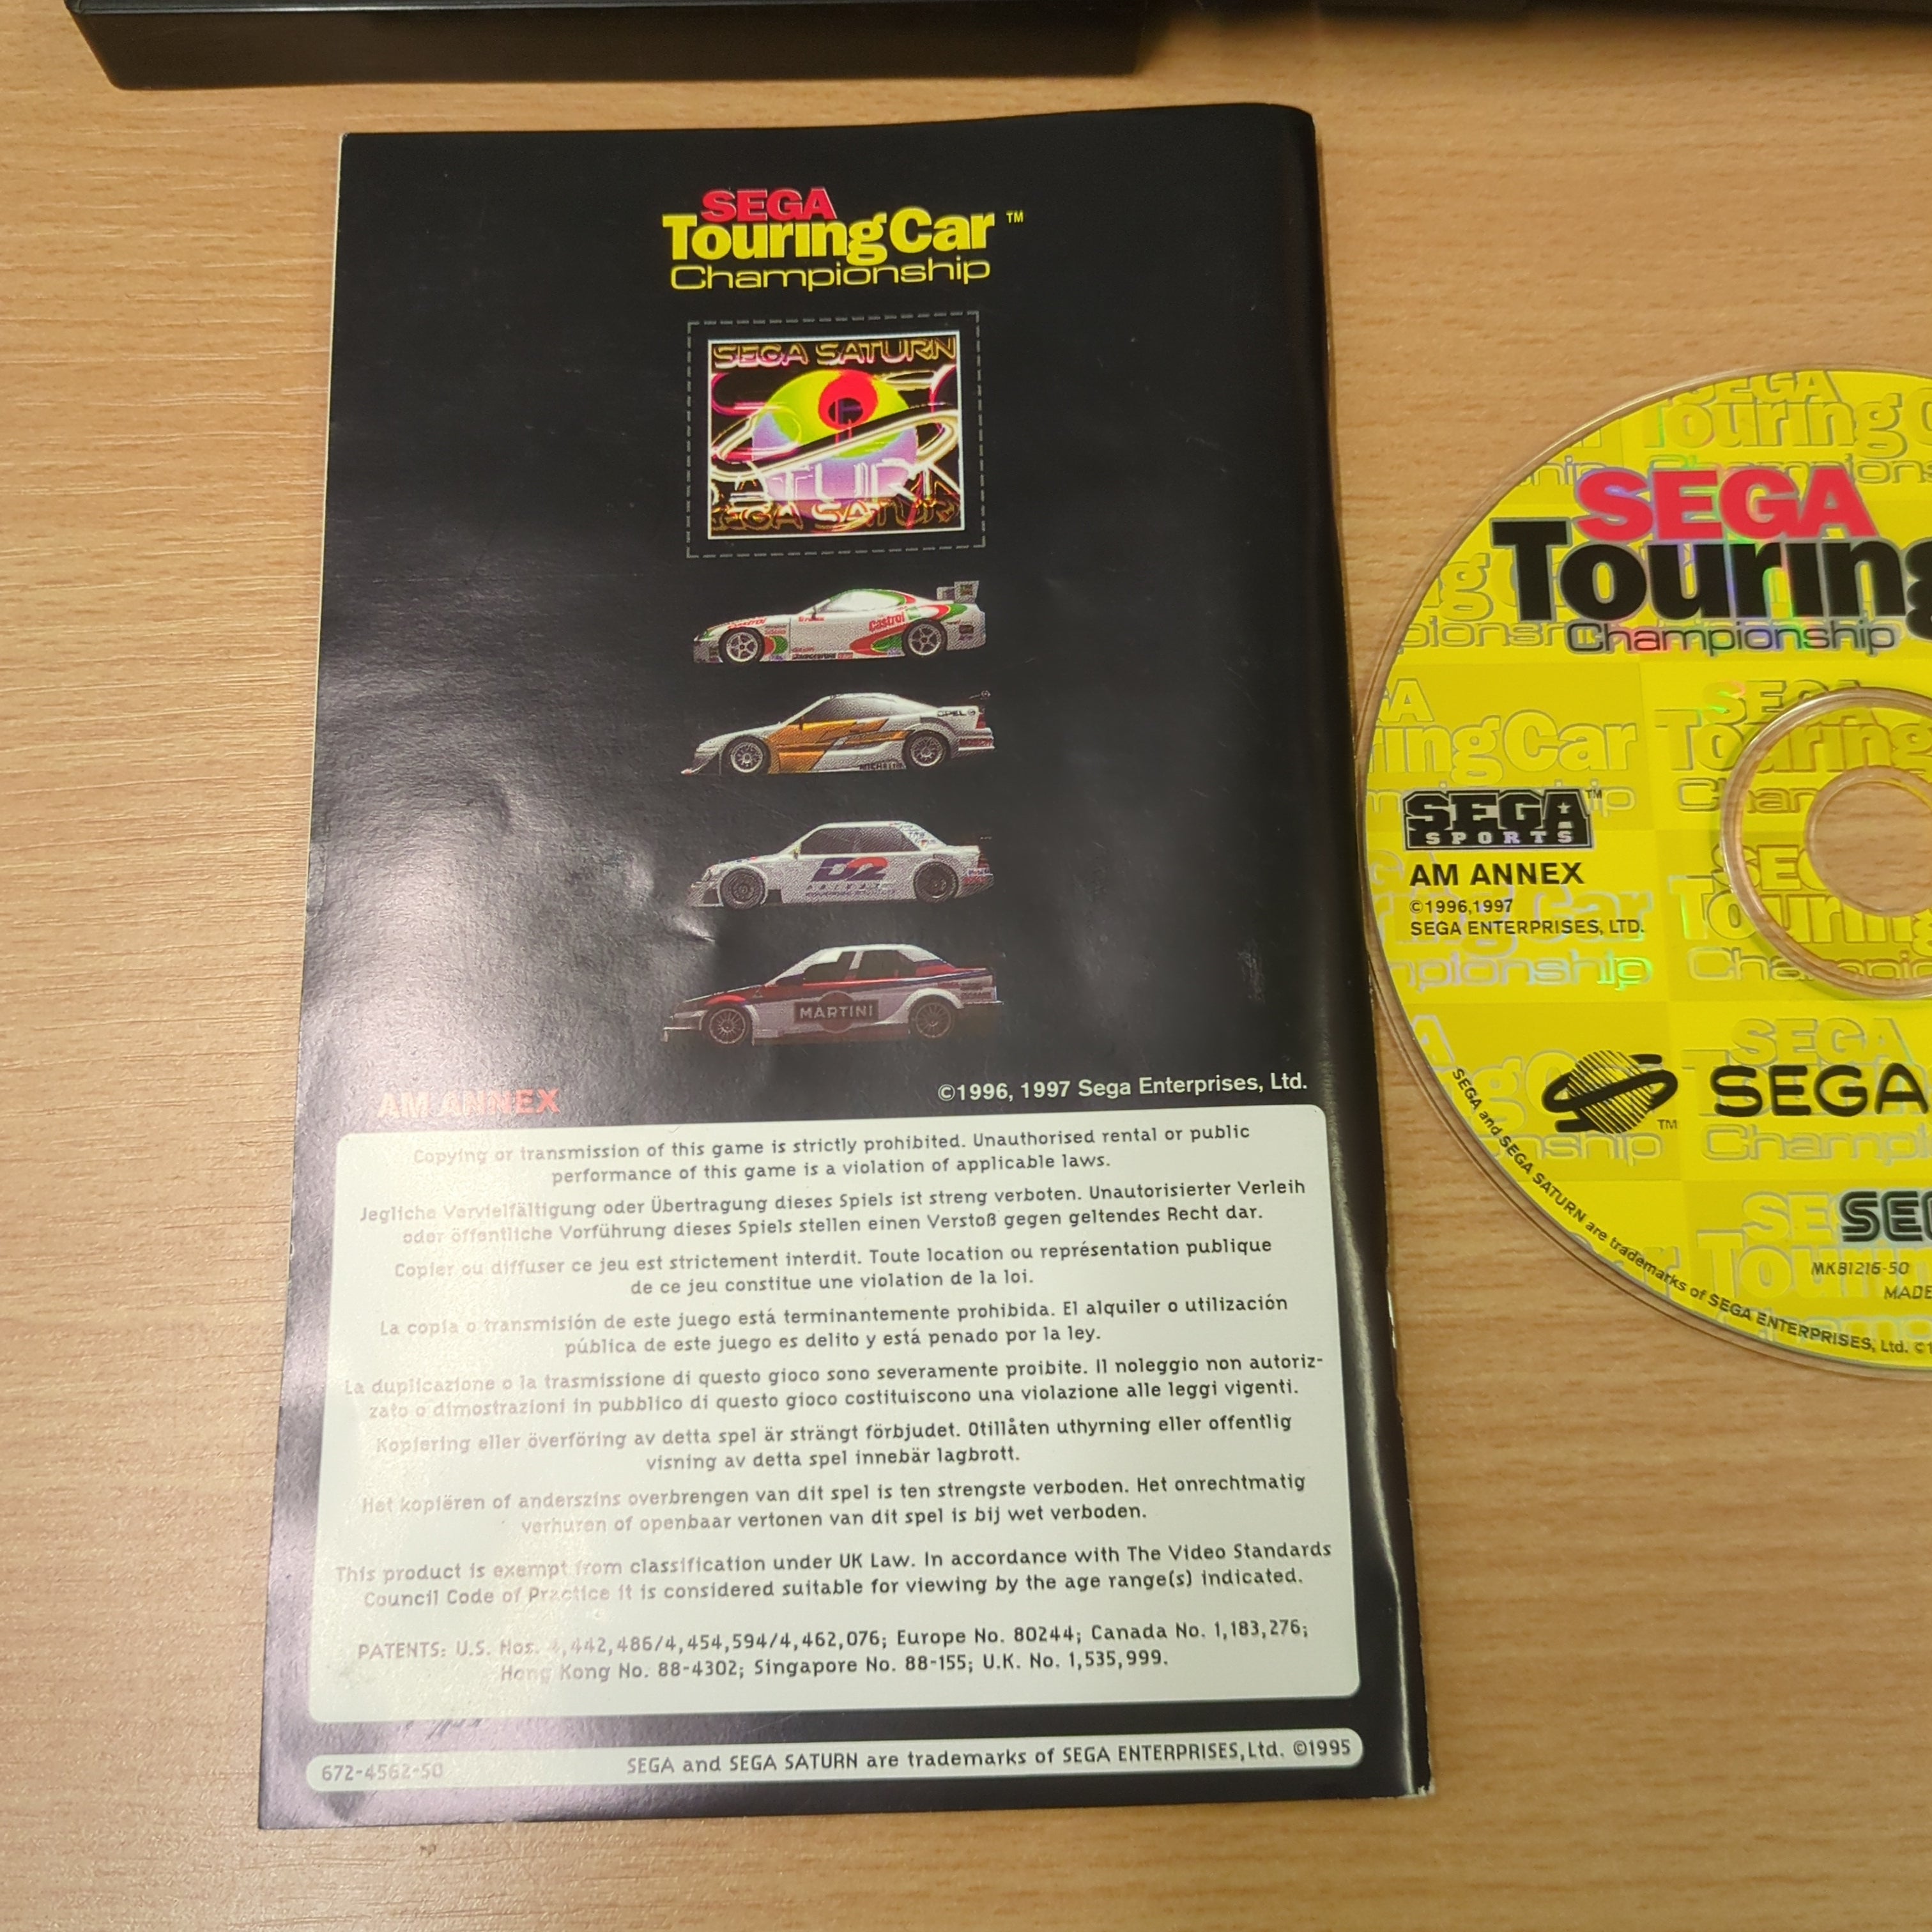 SEGA
Touring Car ™
Championship
SEGA SATURN
SATURN
SEGA SATURN
Castrol
OPEL
MICHELIN
D2
PRIVAT
MARTINI
AM ANNEX
©1996, 1997 Sega Enterprises, Ltd.
Copying or transmission of this game is strictly prohibited. Unauthorised rental or public
performance of this game is a violation of applicable laws.
Jegliche Vervielfältigung oder Übertragung dieses Spiels ist streng verboten. Unautorisierter Verleih
oder öffentliche Vorführung dieses Spiels stellen einen Verstoß gegen geltendes Recht dar.
Copier ou diffuser ce jeu est strictement interdit. Toute location ou représentation publique
de ce jeu constitue une violation de la loi.
La copia o transmisión de este juego está terminantemente prohibida. El alquiler o utilización
pública de este juego es delito y está penado por la ley.
La duplicazione o la trasmissione di questo gioco sono severamente proibite. Il noleggio non autoriz-
zato o dimostrazioni in pubblico di questo gioco costituiscono una violazione alle leggi vigenti.
Kopiering eller överföring av detta spel är strängt förbjudet. Otillåten uthyrning eller offentlig
visning av detta spel innebär lagbrott.
Het kopiëren of anderszins overbrengen van dit spel is ten strengste verboden. Het onrechtmatig
verhuren of openbaar vertonen van dit spel is bij wet verboden.
This product is exempt from classification under UK Law. In accordance with The Video Standards
Council Code of Practice it is considered suitable for viewing by the age range(s) indicated.
PATENTS: U.S. Nos. 4,442,486/4,454,594/4,462,076; Europe No. 80244; Canada No. 1,183,276;
Hong Kong No. 88-4302; Singapore No. 88-155; U.K. No. 1,535,999.
672-4562-50
SEGA and SEGA SATURN are trademarks of SEGA ENTERPRISES, Ltd. ©1995
SEGA
Touring
Championship
SEGA™
SPORTS
AM ANNEX
©1996,1997
SEGA ENTERPRISES, LTD.
™ SEGA
SE
MK81216-50
MADE
SEGA and SEGA SATURN are trademarks of SEGA ENTERPRISES, Ltd. ©1